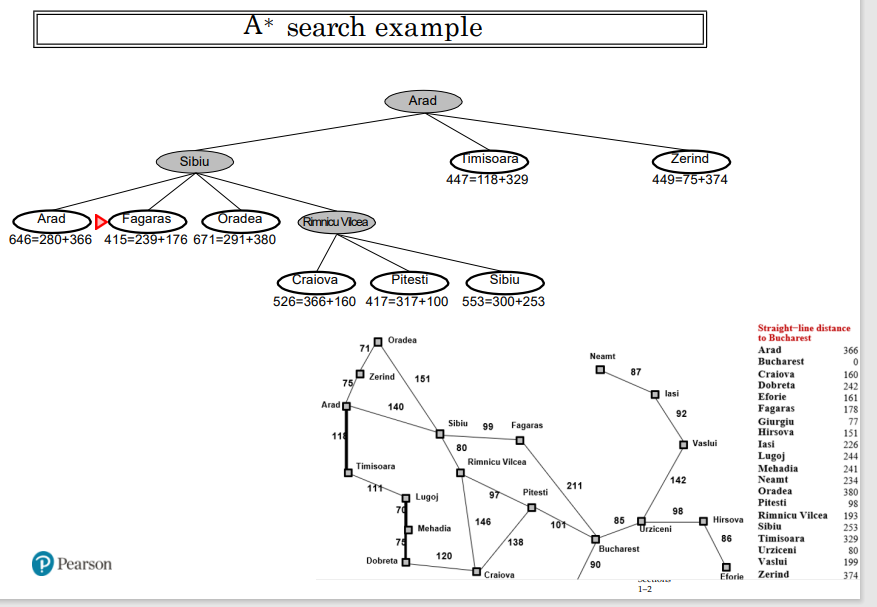 A* search example
Arad
Sibiu
Timisoara
447=118+329
Zerind
449=75+374
Arad
646=280+366
Fagaras
415=239+176
Oradea
671=291+380
Rimnicu Vilcea
Craiova
526=366+160
Pitesti
417=317+100
Sibiu
553=300+253
Oradea
71
Zerind
75
151
Arad
140
118
Sibiu
99
Fagaras
80
Rimnicu Vilcea
Timisoara
111
Lugoj
70
Mehadia
75
Dobreta
120
Craiova
146
97
Pitesti
138
101
211
Bucharest
90
85
Urziceni
98
Hirsova
86
Eforie
142
Vaslui
92
Iasi
87
Neamt
Straight−line distance
to Bucharest
Arad 366
Bucharest 0
Craiova 160
Dobreta 242
Eforie 161
Fagaras 178
Giurgiu 77
Hirsova 151
Iasi 226
Lugoj 244
Mehadia 241
Neamt 234
Oradea 380
Pitesti 98
Rimnicu Vilcea 193
Sibiu 253
Timisoara 329
Urziceni 80
Vaslui 199
Zerind 374
P Pearson
1–2